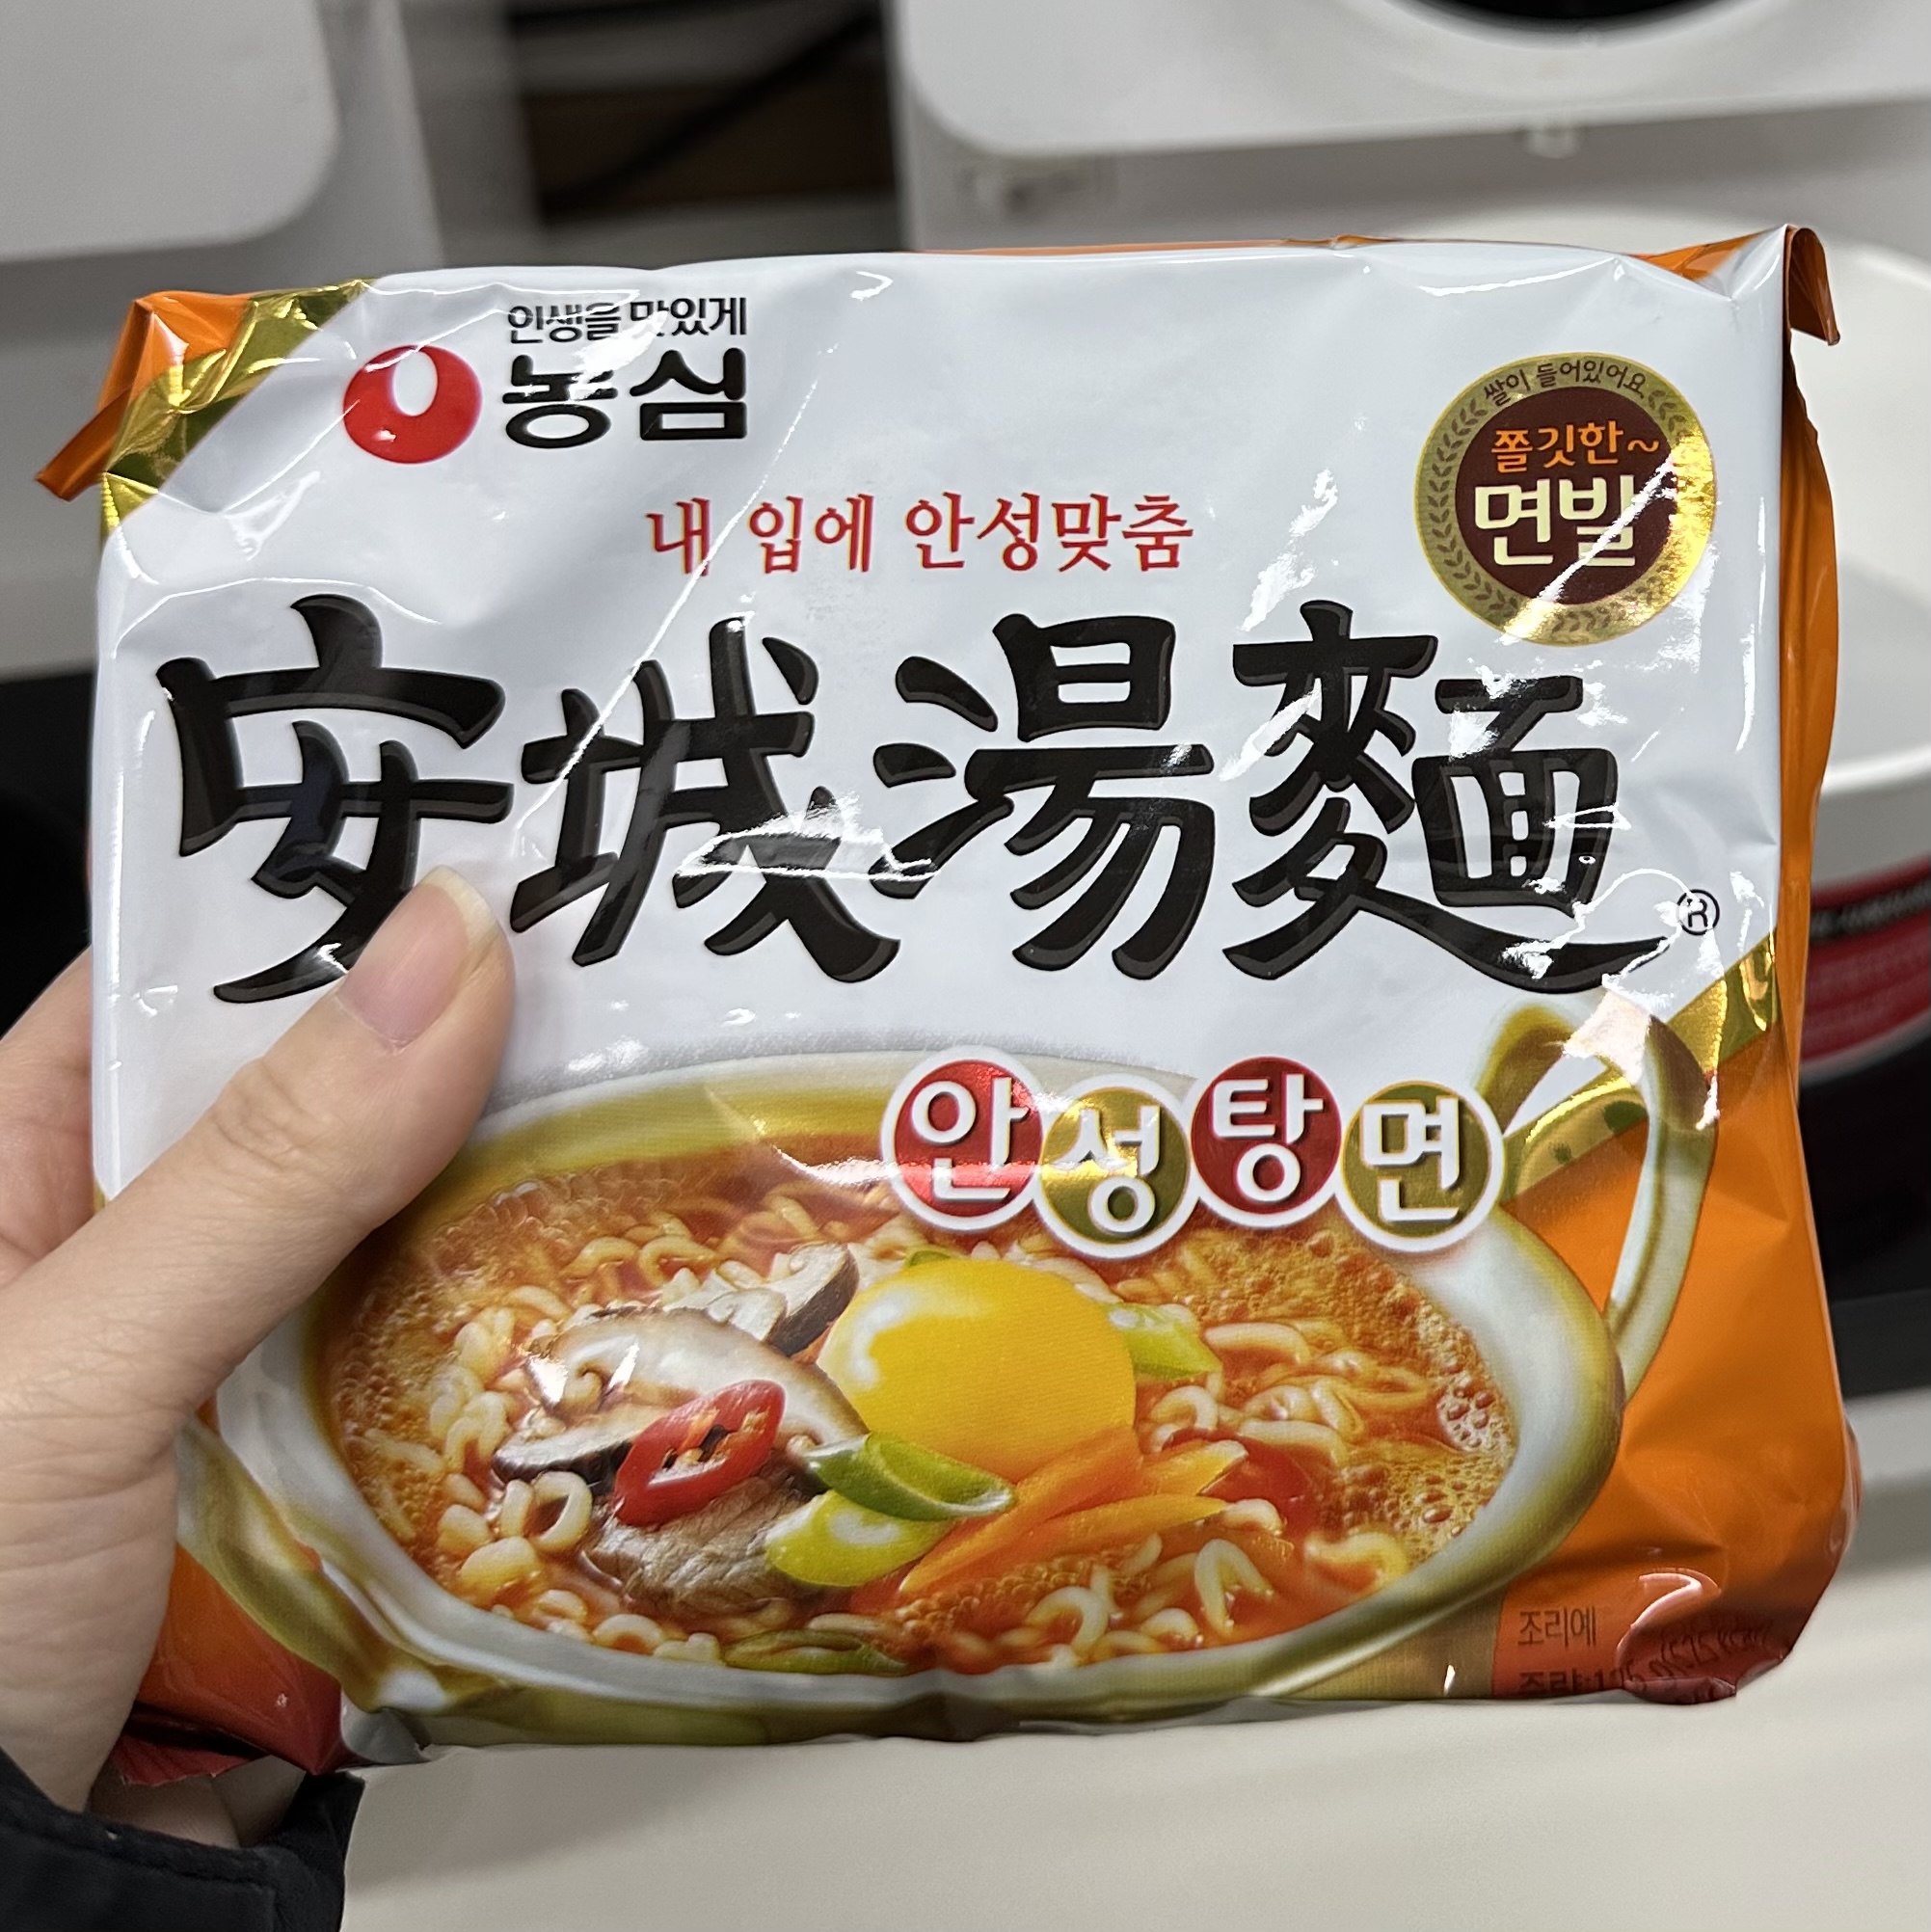 인생을 맛있게
농심
쌀이 들어있어요
쫄깃한~
면발
내 입에 안성맞춤
安城湯麵
®
안성탕면
조리예